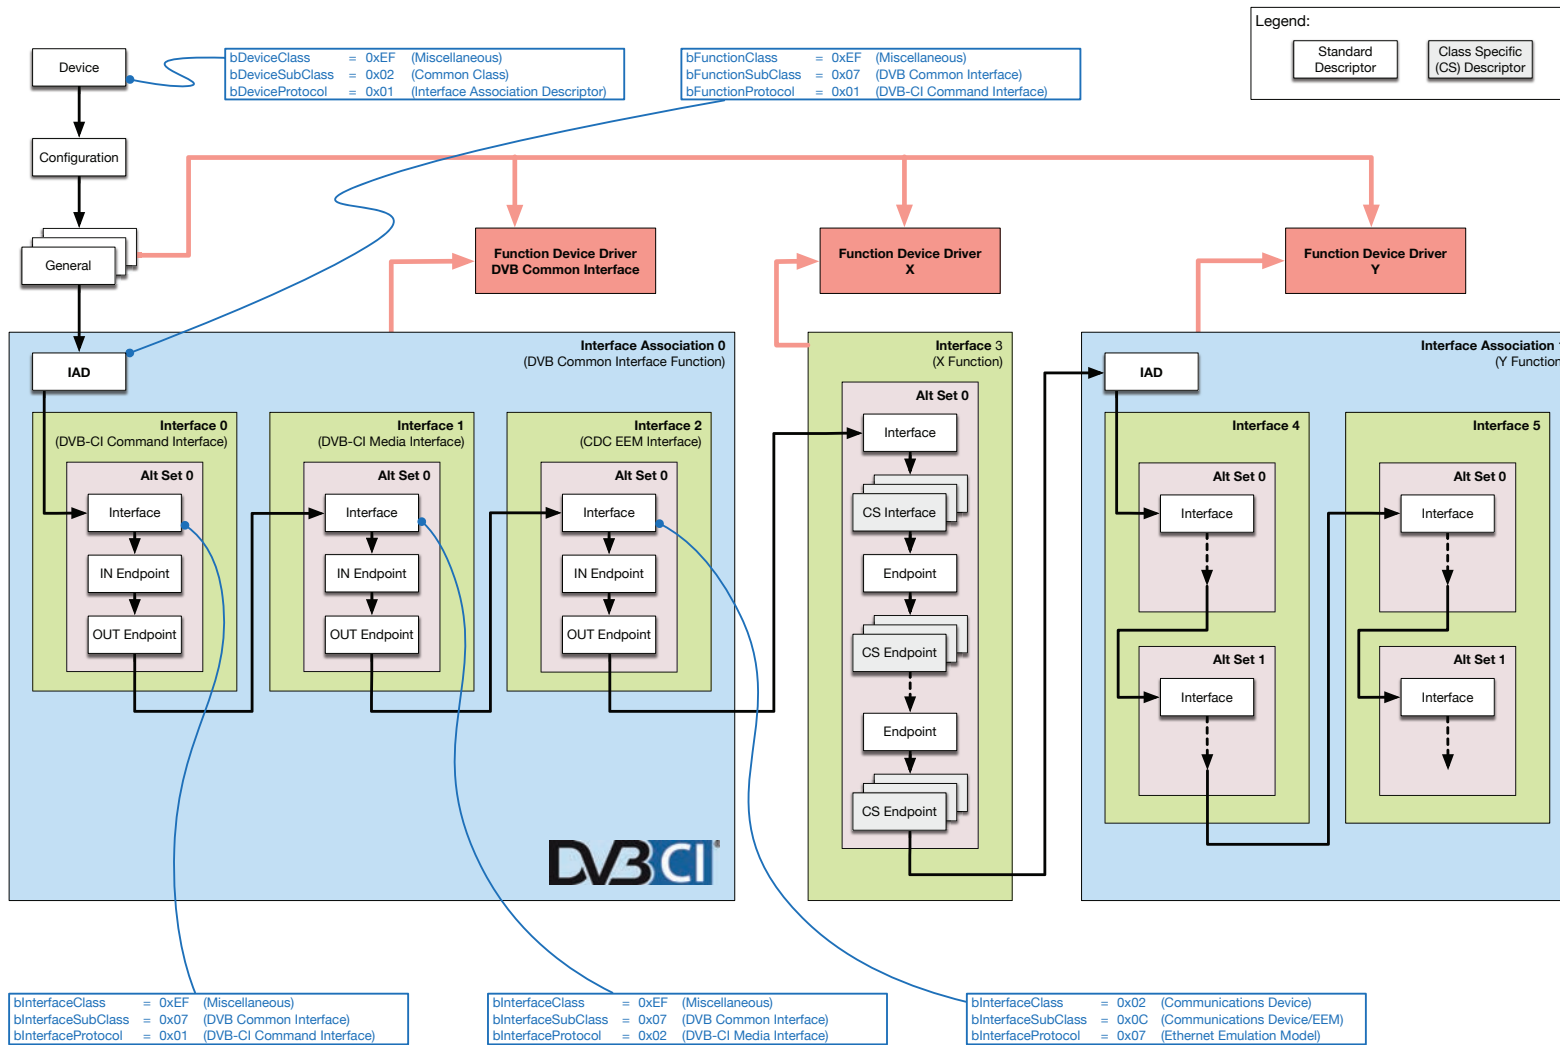 Legend:
Standard
Descriptor
Class Specific
(CS) Descriptor
Device
bDeviceClass = 0xEF (Miscellaneous)
bDeviceSubClass = 0x02 (Common Class)
bDeviceProtocol = 0x01 (Interface Association Descriptor)
bFunctionClass = 0xEF (Miscellaneous)
bFunctionSubClass = 0x07 (DVB Common Interface)
bFunctionProtocol = 0x01 (DVB-CI Command Interface)
Configuration
General
Function Device Driver
DVB Common Interface
Function Device Driver
X
Function Device Driver
Y
Interface Association 0
(DVB Common Interface Function)
IAD
Interface 0
(DVB-CI Command Interface)
Alt Set 0
Interface
IN Endpoint
OUT Endpoint
Interface 1
(DVB-CI Media Interface)
Alt Set 0
Interface
IN Endpoint
OUT Endpoint
Interface 2
(CDC EEM Interface)
Alt Set 0
Interface
IN Endpoint
OUT Endpoint
DVB CI
®
Interface 3
(X Function)
Alt Set 0
Interface
CS Interface
Endpoint
CS Endpoint
Endpoint
CS Endpoint
Interface Association
(Y Function
IAD
Interface 4
Alt Set 0
Interface
Alt Set 1
Interface
Interface 5
Alt Set 0
Interface
Alt Set 1
Interface
bInterfaceClass = 0xEF (Miscellaneous)
bInterfaceSubClass = 0x07 (DVB Common Interface)
bInterfaceProtocol = 0x01 (DVB-CI Command Interface)
bInterfaceClass = 0xEF (Miscellaneous)
bInterfaceSubClass = 0x07 (DVB Common Interface)
bInterfaceProtocol = 0x02 (DVB-CI Media Interface)
bInterfaceClass = 0x02 (Communications Device)
bInterfaceSubClass = 0x0C (Communications Device/EEM)
bInterfaceProtocol = 0x07 (Ethernet Emulation Model)